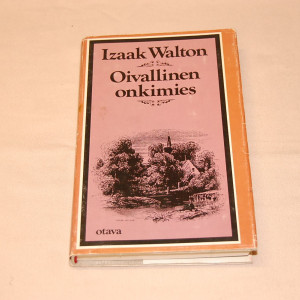 Izaak Walton
Oivallinen
onkimies
otava